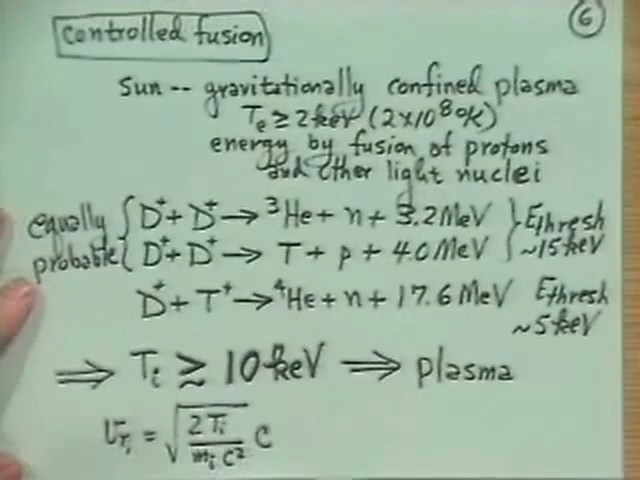 6
controlled fusion
Sun -- gravitationally confined plasma
Te ≥ 2 keV (2×10⁸ °K)
energy by fusion of protons
and other light nuclei
equally probable { D⁺ + D⁺ → ³He + n + 3.2 MeV } Ethresh ~15 keV
D⁺ + D⁺ → T + p + 4.0 MeV
D⁺ + T⁺ → ⁴He + n + 17.6 MeV Ethresh
~5 keV
⟹ Ti ≳ 10 keV ⟹ plasma
v_Ti = √(2Ti / mi c²) c